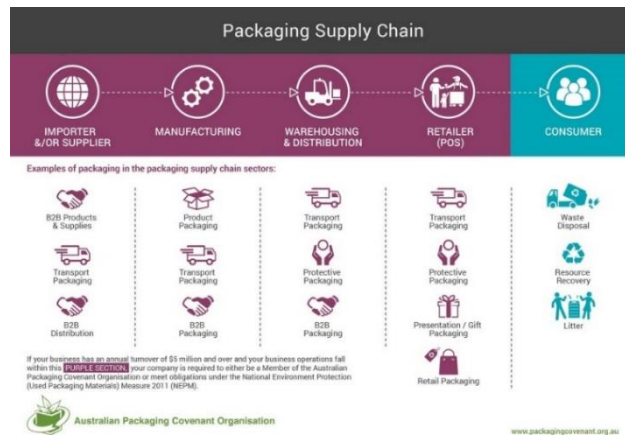 Packaging Supply Chain
IMPORTER
&/OR SUPPLIER
MANUFACTURING
WAREHOUSING
& DISTRIBUTION
RETAILER
(POS)
CONSUMER
Examples of packaging in the packaging supply chain sectors:
B2B Products
& Supplies
Transport
Packaging
B2B
Distribution
Product
Packaging
Transport
Packaging
B2B
Packaging
Transport
Packaging
Protective
Packaging
B2B
Packaging
Transport
Packaging
Protective
Packaging
Presentation / Gift
Packaging
Retail Packaging
Waste
Disposal
Resource
Recovery
Litter
If your business has an annual turnover of $5 million and over and your business operations fall
within this PURPLE SECTION, your company is required to either be a Member of the Australian
Packaging Covenant Organisation or meet obligations under the National Environment Protection
(Used Packaging Materials) Measure 2011 (NEPM).
Australian Packaging Covenant Organisation
www.packagingcovenant.org.au